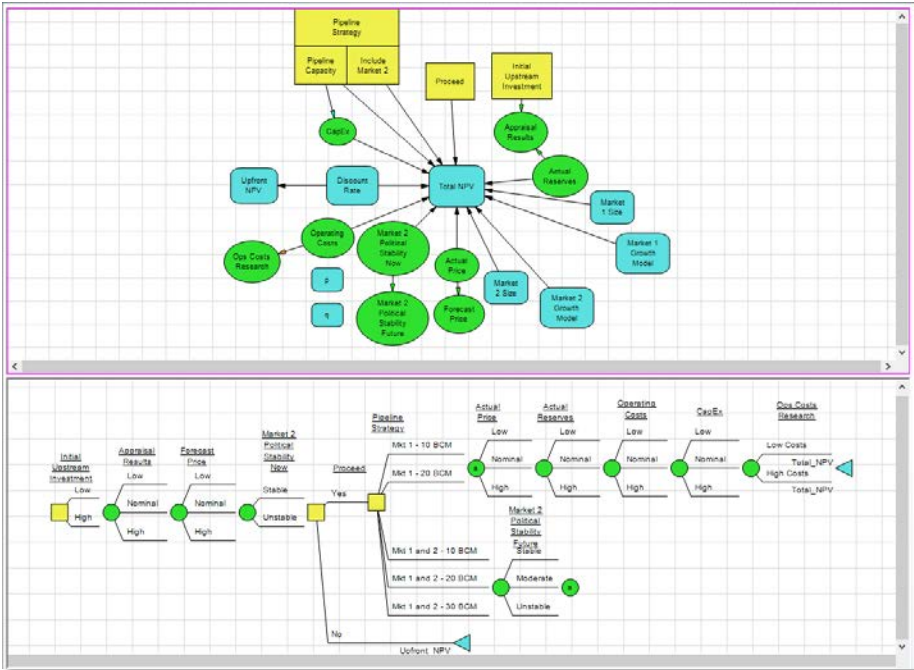 Pipeline
Strategy
Pipeline
Capacity
Include
Market 2
Proceed
Initial
Upstream
Investment
CapEx
Appraisal
Results
Actual
Reserves
Upfront
NPV
Discount
Rate
Total NPV
Market
1 Size
Market 1
Growth
Model
Operating
Costs
Ops Costs
Research
Market 2
Political
Stability
Now
Actual
Price
Market
2 Size
Market 2
Growth
Model
p
q
Market 2
Political
Stability
Future
Forecast
Price
Initial
Upstream
Investment
Low
High
Appraisal
Results
Low
Nominal
High
Forecast
Price
Low
Nominal
High
Market 2
Political
Stability
Now
Stable
Unstable
Proceed
Yes
No
Upfront_NPV
Pipeline
Strategy
Mkt 1 - 10 BCM
Mkt 1 - 20 BCM
Mkt 1 and 2 - 10 BCM
Mkt 1 and 2 - 20 BCM
Mkt 1 and 2 - 30 BCM
Actual
Price
a
Low
Nominal
High
Actual
Reserves
Low
Nominal
High
Operating
Costs
Low
Nominal
High
CapEx
Low
Nominal
High
Ops Costs
Research
Low Costs
Total_NPV
High Costs
Total_NPV
Market 2
Political
Stability
Future
Stable
Moderate
Unstable
a